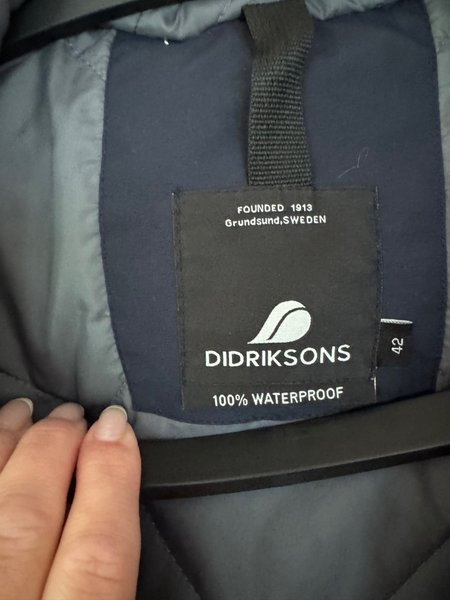 FOUNDED 1913
Grundsund,SWEDEN
DIDRIKSONS
42
100% WATERPROOF